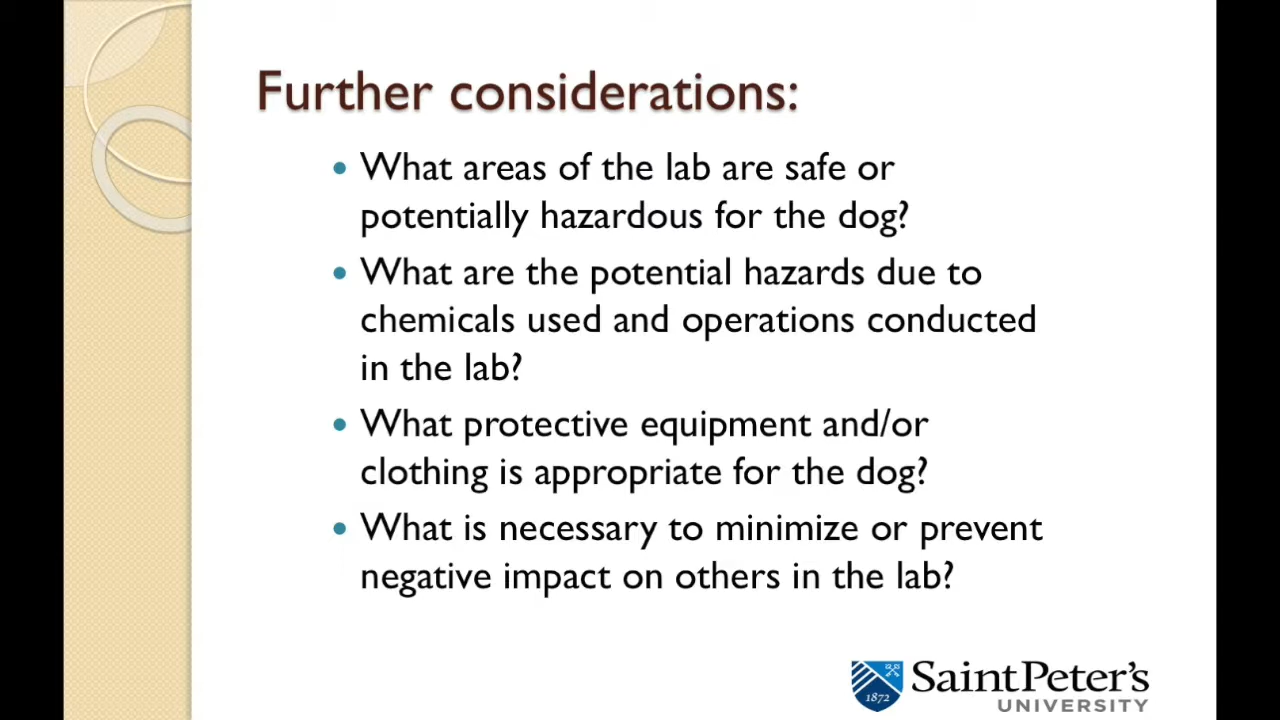 Further considerations:
• What areas of the lab are safe or
potentially hazardous for the dog?
• What are the potential hazards due to
chemicals used and operations conducted
in the lab?
• What protective equipment and/or
clothing is appropriate for the dog?
• What is necessary to minimize or prevent
negative impact on others in the lab?
1872
Saint Peter's
UNIVERSITY